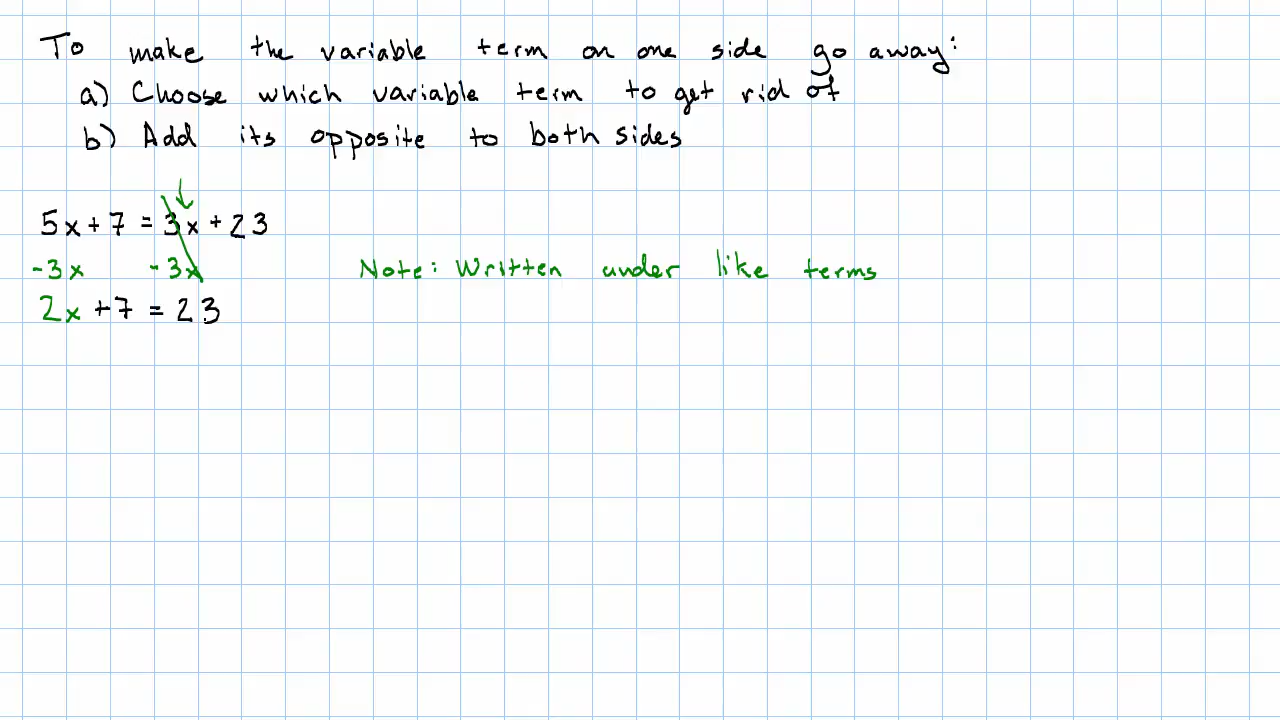 To make the variable term on one side go away:
a) Choose which variable term to get rid of
b) Add its opposite to both sides
5x+7 = 3x+23
-3x -3x Note: Written under like terms
2x +7 = 23